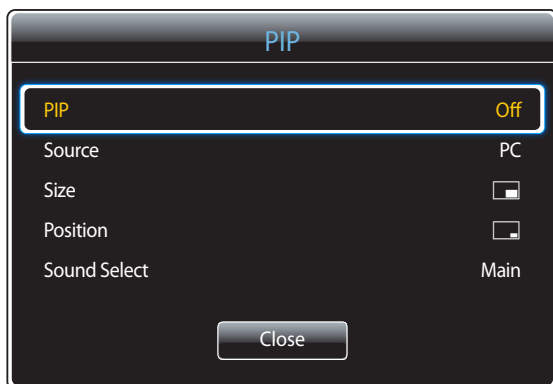 PIP
PIP Off
Source PC
Size
Position
Sound Select Main
Close